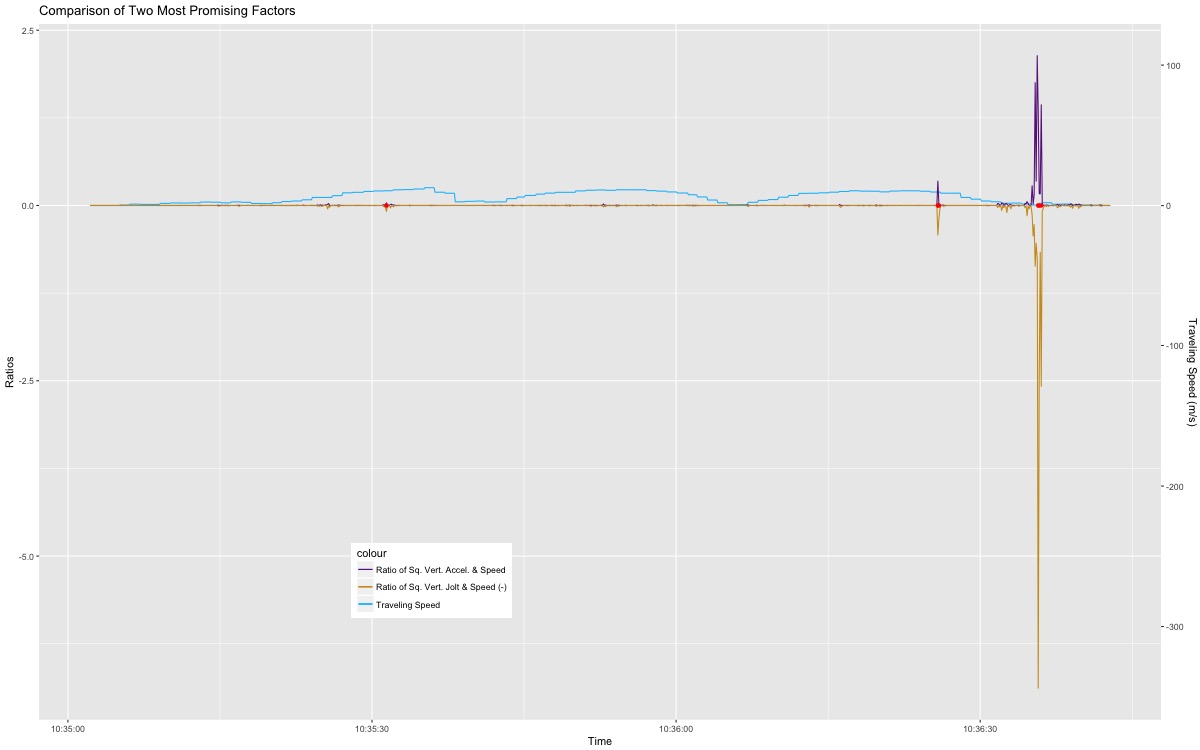 Comparison of Two Most Promising Factors
2.5
0.0
-2.5
-5.0
Ratios
100
0
-100
-200
-300
Traveling Speed (m/s)
colour
Ratio of Sq. Vert. Accel. & Speed
Ratio of Sq. Vert. Jolt & Speed (-)
Traveling Speed
10:35:00
10:35:30
10:36:00
10:36:30
Time